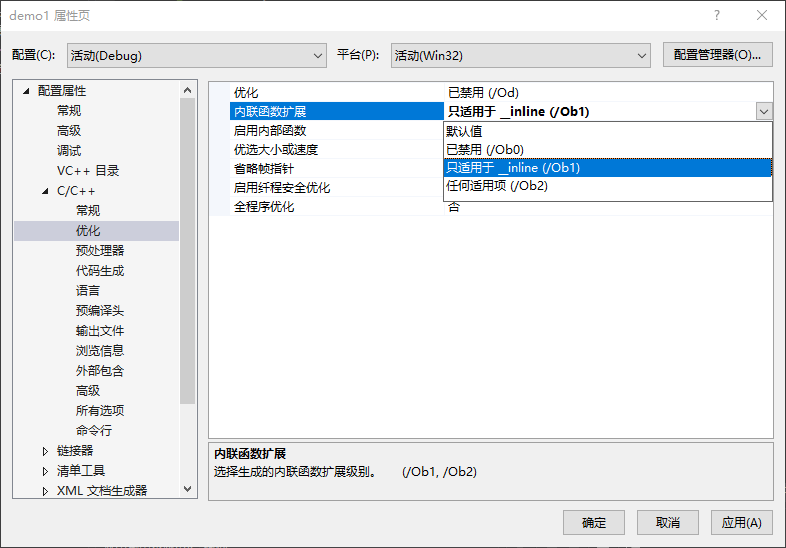 demo1 属性页
配置(C): 活动(Debug) 平台(P): 活动(Win32) 配置管理器(O)...
配置属性
常规
高级
调试
VC++ 目录
C/C++
常规
优化
预处理器
代码生成
语言
预编译头
输出文件
浏览信息
外部包含
高级
所有选项
命令行
链接器
清单工具
XML 文档生成器
优化 已禁用 (/Od)
内联函数扩展 只适用于 __inline (/Ob1)
启用内部函数
优选大小或速度
省略帧指针
启用纤程安全优化
全程序优化 否
默认值
已禁用 (/Ob0)
只适用于 __inline (/Ob1)
任何适用项 (/Ob2)
内联函数扩展
选择生成的内联函数扩展级别。 (/Ob1, /Ob2)
确定 取消 应用(A)